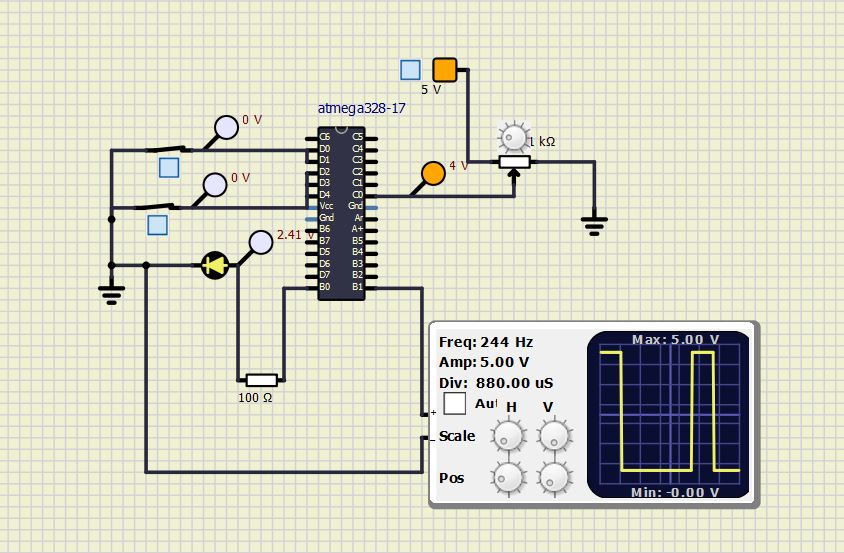 5 V
atmega328-17
0 V
1 kΩ
4 V
0 V
2.41 V
C6 C5
D0 C4
D1 C3
D2 C2
D3 C1
D4 C0
Vcc Gnd
Gnd Ar
B6 A+
B7 B5
D5 B4
D6 B3
D7 B2
B0 B1
100 Ω
Freq: 244 Hz
Amp: 5.00 V
Div: 880.00 uS
Aut H V
Scale
Pos
+
-
Max: 5.00 V
Min: -0.00 V